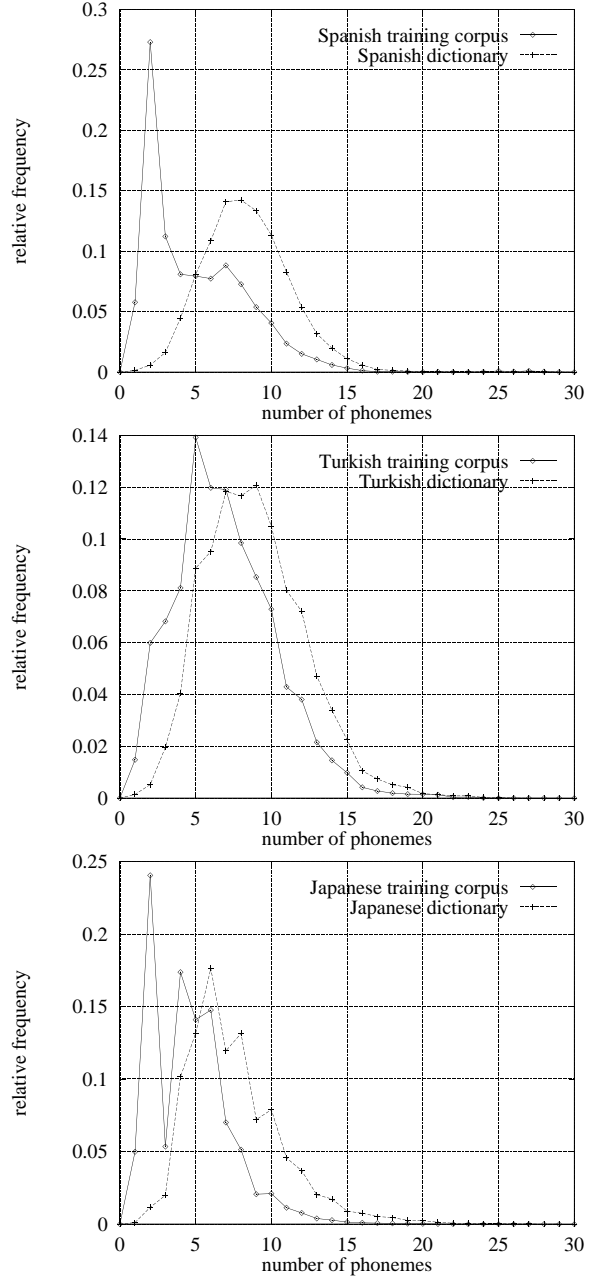 0.3
Spanish training corpus
Spanish dictionary
0.25
0.2
0.15
0.1
0.05
0
relative frequency
0 5 10 15 20 25 30
number of phonemes
0.14
Turkish training corpus
Turkish dictionary
0.12
0.1
0.08
0.06
0.04
0.02
0
relative frequency
0 5 10 15 20 25 30
number of phonemes
0.25
Japanese training corpus
Japanese dictionary
0.2
0.15
0.1
0.05
0
relative frequency
0 5 10 15 20 25 30
number of phonemes